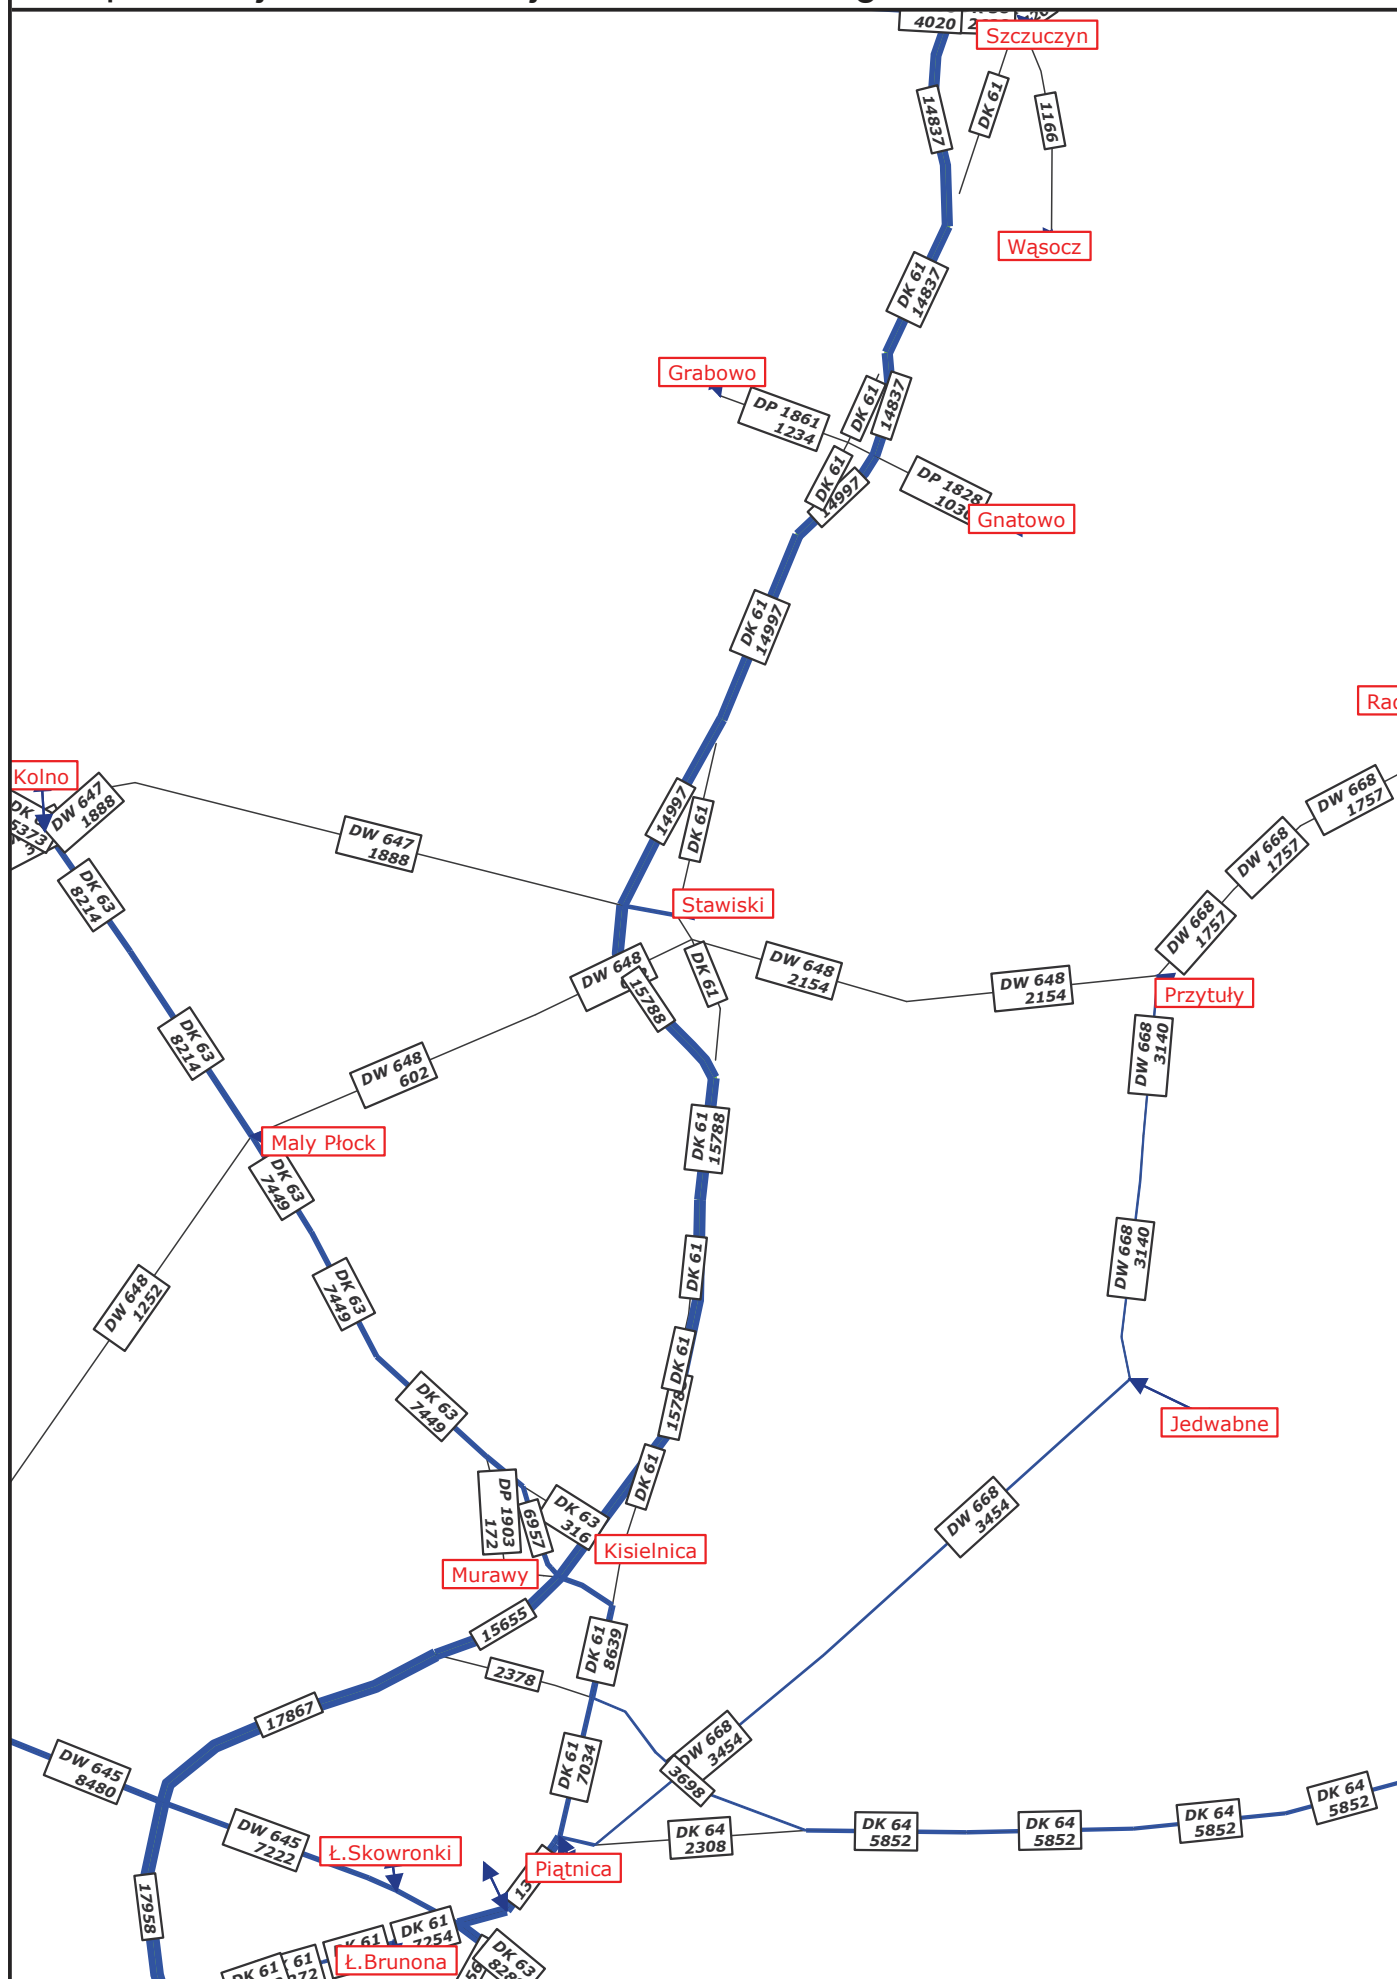 4020
Szczuczyn
14837
DK 61
1166
Wąsocz
DK 61
14837
Grabowo
DP 1861
1234
DK 61
14837
DK 61
14997
DP 1828
Gnatowo
DK 61
14997
Kolno
DW 647
1888
5373
DW 647
1888
14997
DK 61
DW 668
1757
DW 668
1757
DK 63
8214
Stawiski
DW 668
1757
DW 648
15788
DK 61
DW 648
2154
DW 648
2154
Przytuły
DK 63
8214
DW 648
602
DW 668
3140
Maly Płock
DK 61
15788
DK 63
7449
DW 648
1252
DK 63
7449
DK 61
DW 668
3140
DK 61
DK 63
7449
Jedwabne
DK 61
DP 1903
172
6957
DK 63
316
DW 668
3454
Kisielnica
Murawy
15655
DK 61
8639
2378
17867
DW 645
8480
DK 61
7034
DW 668
3454
3698
DW 645
7222
DK 64
2308
DK 64
5852
DK 64
5852
DK 64
5852
DK 64
5852
Ł.Skowronki
Piątnica
17958
DK 61
7254
Ł.Brunona
DK 61
DK 63